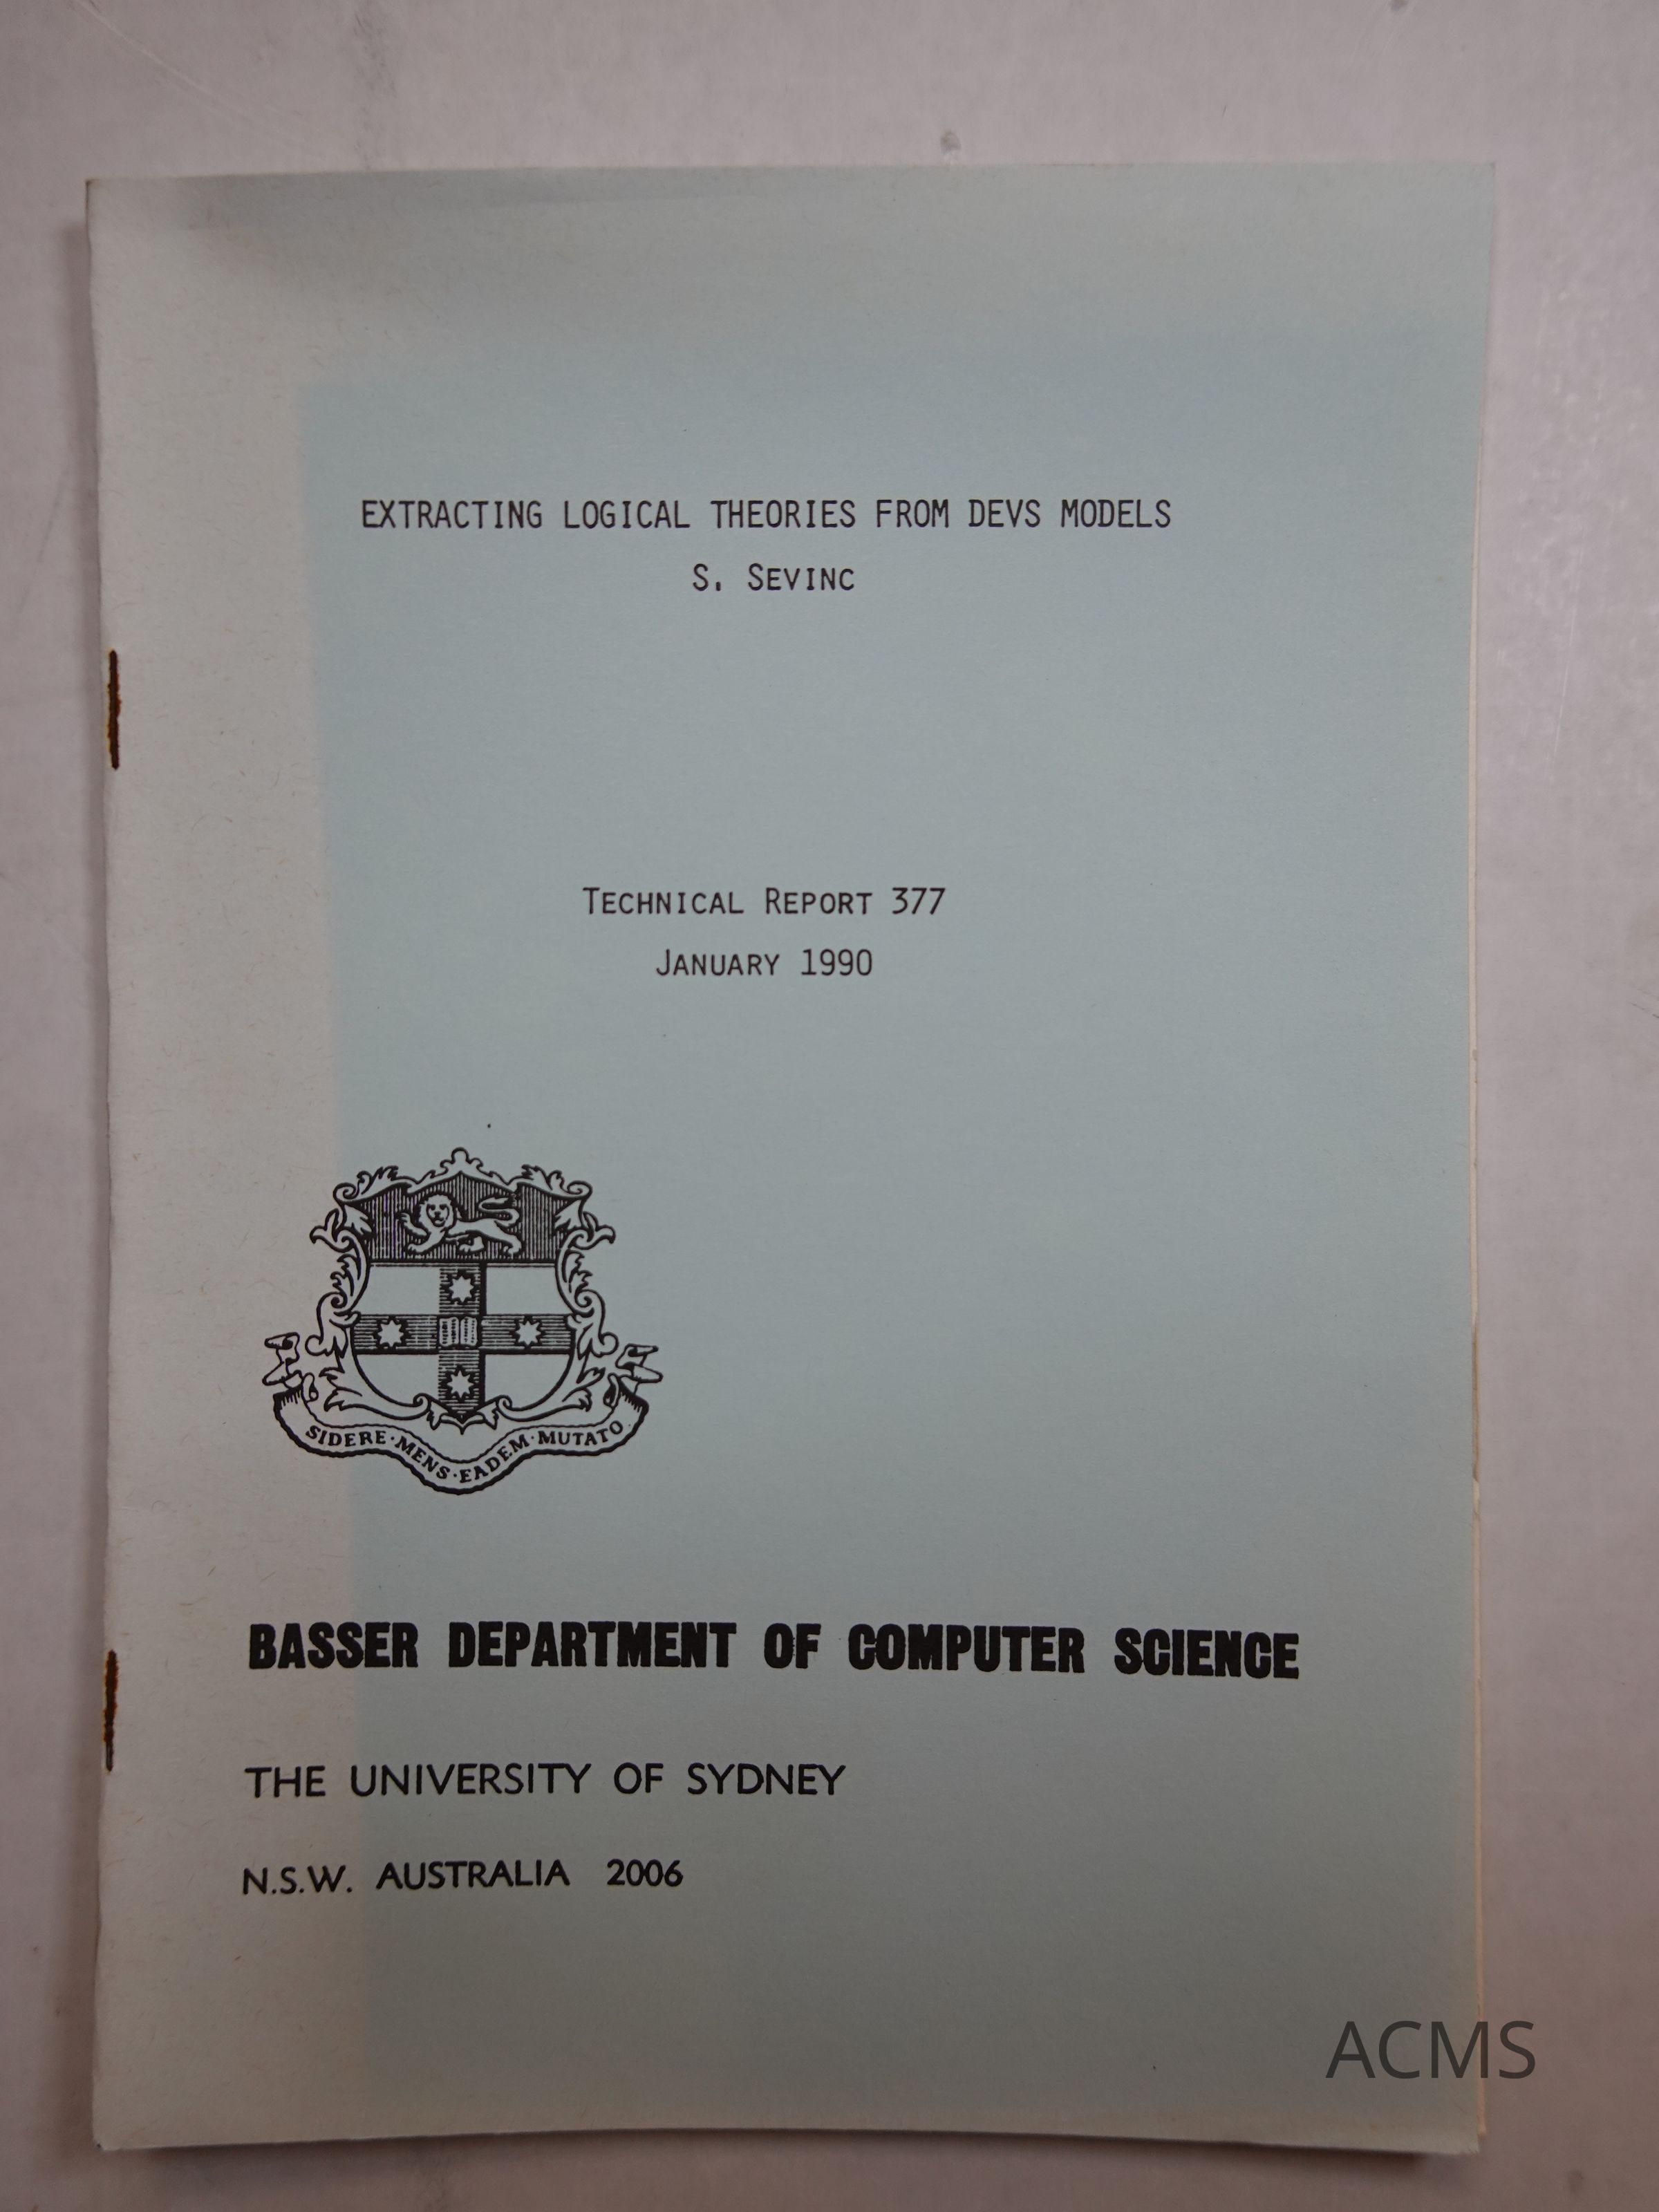 EXTRACTING LOGICAL THEORIES FROM DEVS MODELS
S. SEVINC
TECHNICAL REPORT 377
JANUARY 1990
SIDERE·MENS·EADEM·MUTATO
BASSER DEPARTMENT OF COMPUTER SCIENCE
THE UNIVERSITY OF SYDNEY
N.S.W. AUSTRALIA 2006
ACMS